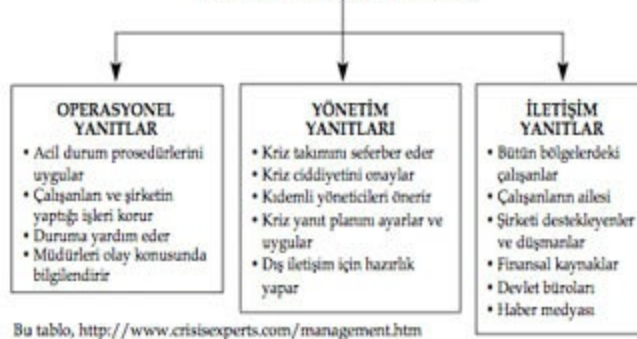 OPERASYONEL
YANITLAR
• Acil durum prosedürlerini
uygular
• Çalışanları ve şirketin
yaptığı işleri korur
• Duruma yardım eder
• Müdürleri olay konusunda
bilgilendirir
YÖNETİM
YANITLARI
• Kriz takımını seferber eder
• Kriz ciddiyetini onaylar
• Kıdemli yöneticileri önerir
• Kriz yanıt planını ayarlar ve
uygular
• Dış iletişim için hazırlık
yapar
İLETİŞİM
YANITLAR
• Bütün bölgelerdeki
çalışanlar
• Çalışanların ailesi
• Şirketi destekleyenler
ve düşmanlar
• Finansal kaynaklar
• Devlet büroları
• Haber medyası
Bu tablo, http://www.crisisexperts.com/management.htm